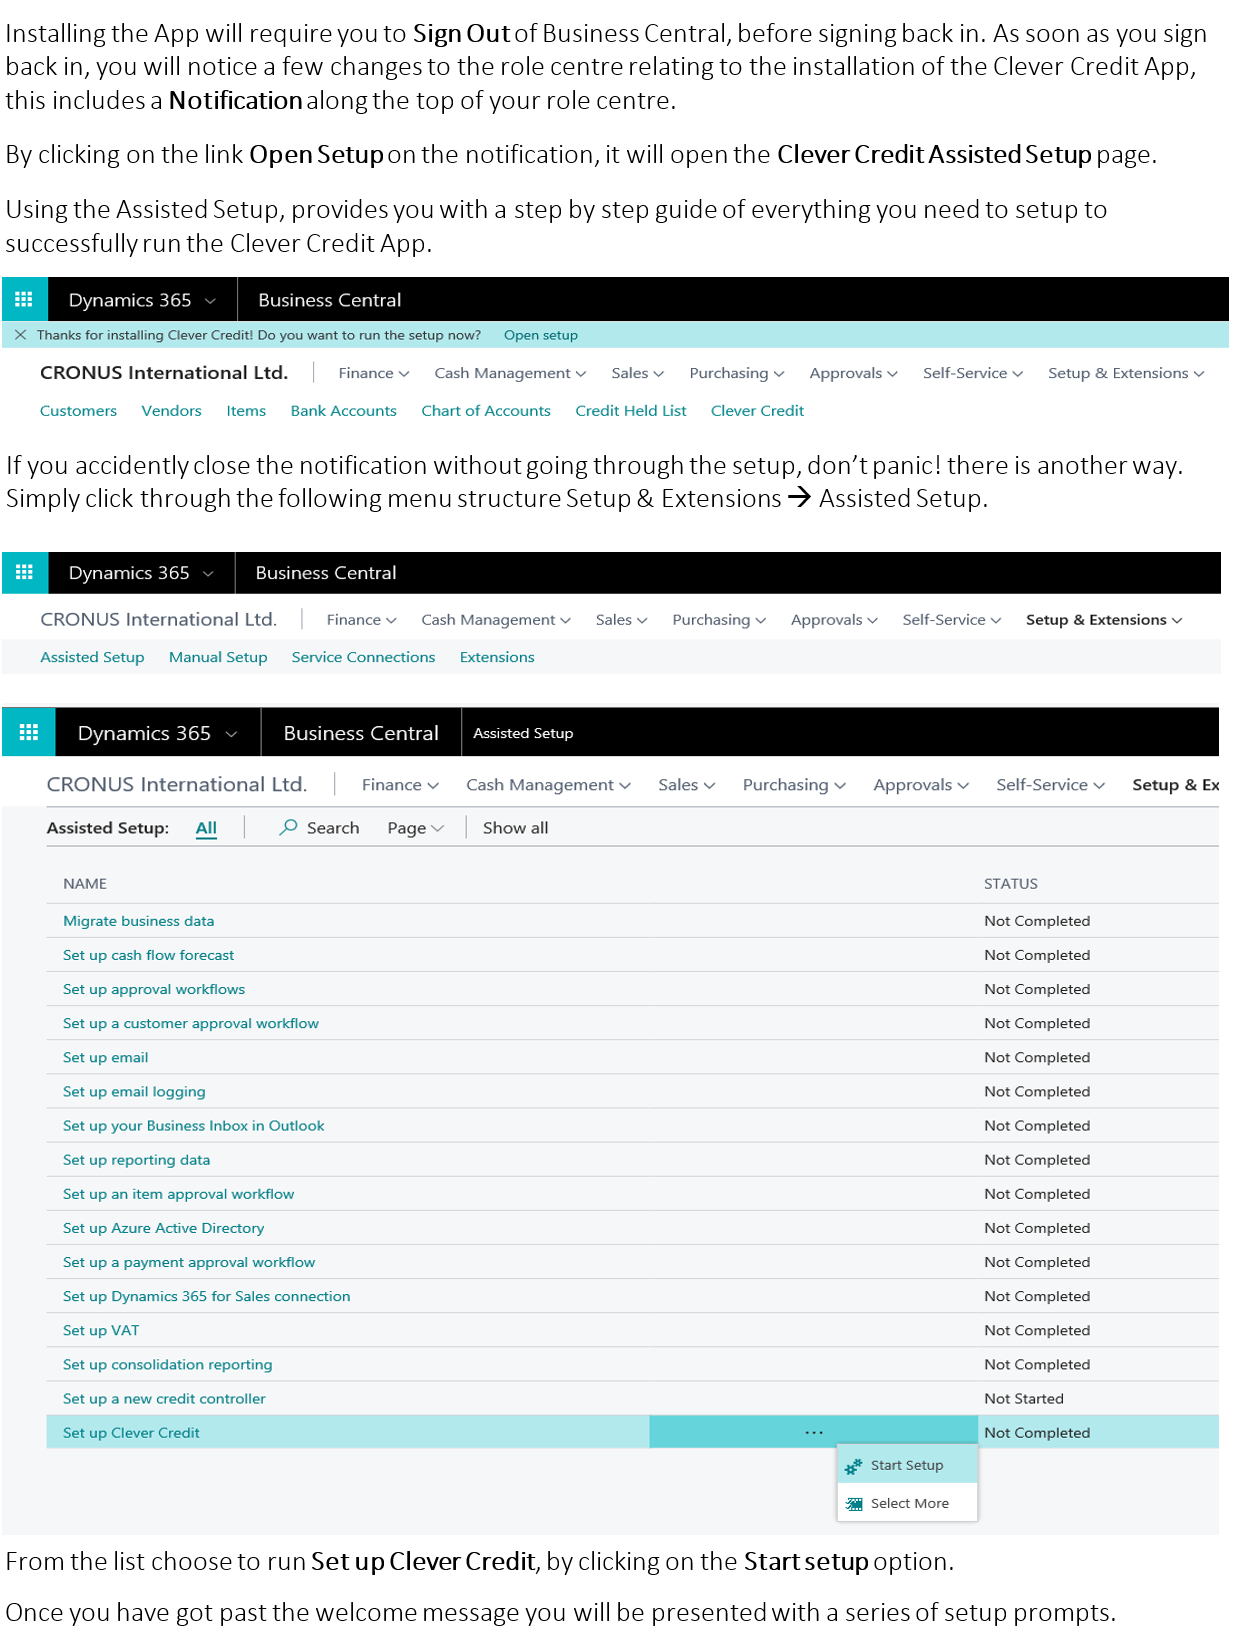 Installing the App will require you to Sign Out of Business Central, before signing back in. As soon as you sign
back in, you will notice a few changes to the role centre relating to the installation of the Clever Credit App,
this includes a Notification along the top of your role centre.
By clicking on the link Open Setup on the notification, it will open the Clever Credit Assisted Setup page.
Using the Assisted Setup, provides you with a step by step guide of everything you need to setup to
successfully run the Clever Credit App.
Dynamics 365 Business Central
Thanks for installing Clever Credit! Do you want to run the setup now? Open setup
CRONUS International Ltd. Finance Cash Management Sales Purchasing Approvals Self-Service Setup & Extensions
Customers Vendors Items Bank Accounts Chart of Accounts Credit Held List Clever Credit
If you accidently close the notification without going through the setup, don't panic! there is another way.
Simply click through the following menu structure Setup & Extensions → Assisted Setup.
Dynamics 365 Business Central
CRONUS International Ltd. Finance Cash Management Sales Purchasing Approvals Self-Service Setup & Extensions
Assisted Setup Manual Setup Service Connections Extensions
Dynamics 365 Business Central Assisted Setup
CRONUS International Ltd. Finance Cash Management Sales Purchasing Approvals Self-Service Setup & Ex
Assisted Setup: All Search Page Show all
NAME STATUS
Migrate business data Not Completed
Set up cash flow forecast Not Completed
Set up approval workflows Not Completed
Set up a customer approval workflow Not Completed
Set up email Not Completed
Set up email logging Not Completed
Set up your Business Inbox in Outlook Not Completed
Set up reporting data Not Completed
Set up an item approval workflow Not Completed
Set up Azure Active Directory Not Completed
Set up a payment approval workflow Not Completed
Set up Dynamics 365 for Sales connection Not Completed
Set up VAT Not Completed
Set up consolidation reporting Not Completed
Set up a new credit controller Not Started
Set up Clever Credit ... Not Completed
Start Setup
Select More
From the list choose to run Set up Clever Credit, by clicking on the Start setup option.
Once you have got past the welcome message you will be presented with a series of setup prompts.